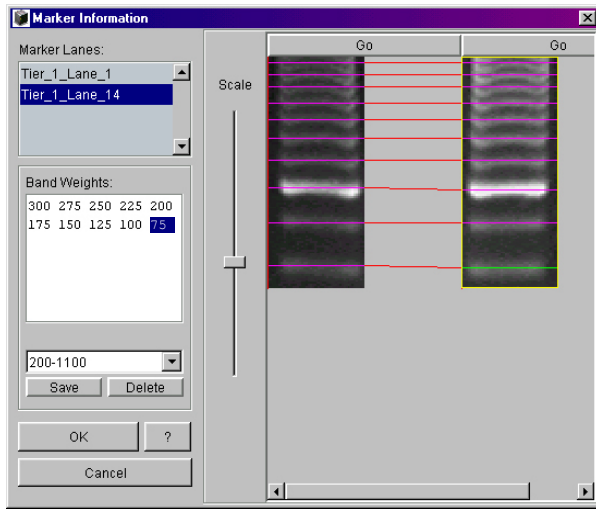 Marker Information
Marker Lanes:
Tier_1_Lane_1
Tier_1_Lane_14
Band Weights:
300 275 250 225 200
175 150 125 100 75
200-1100
Save Delete
OK ?
Cancel
Scale
Go Go